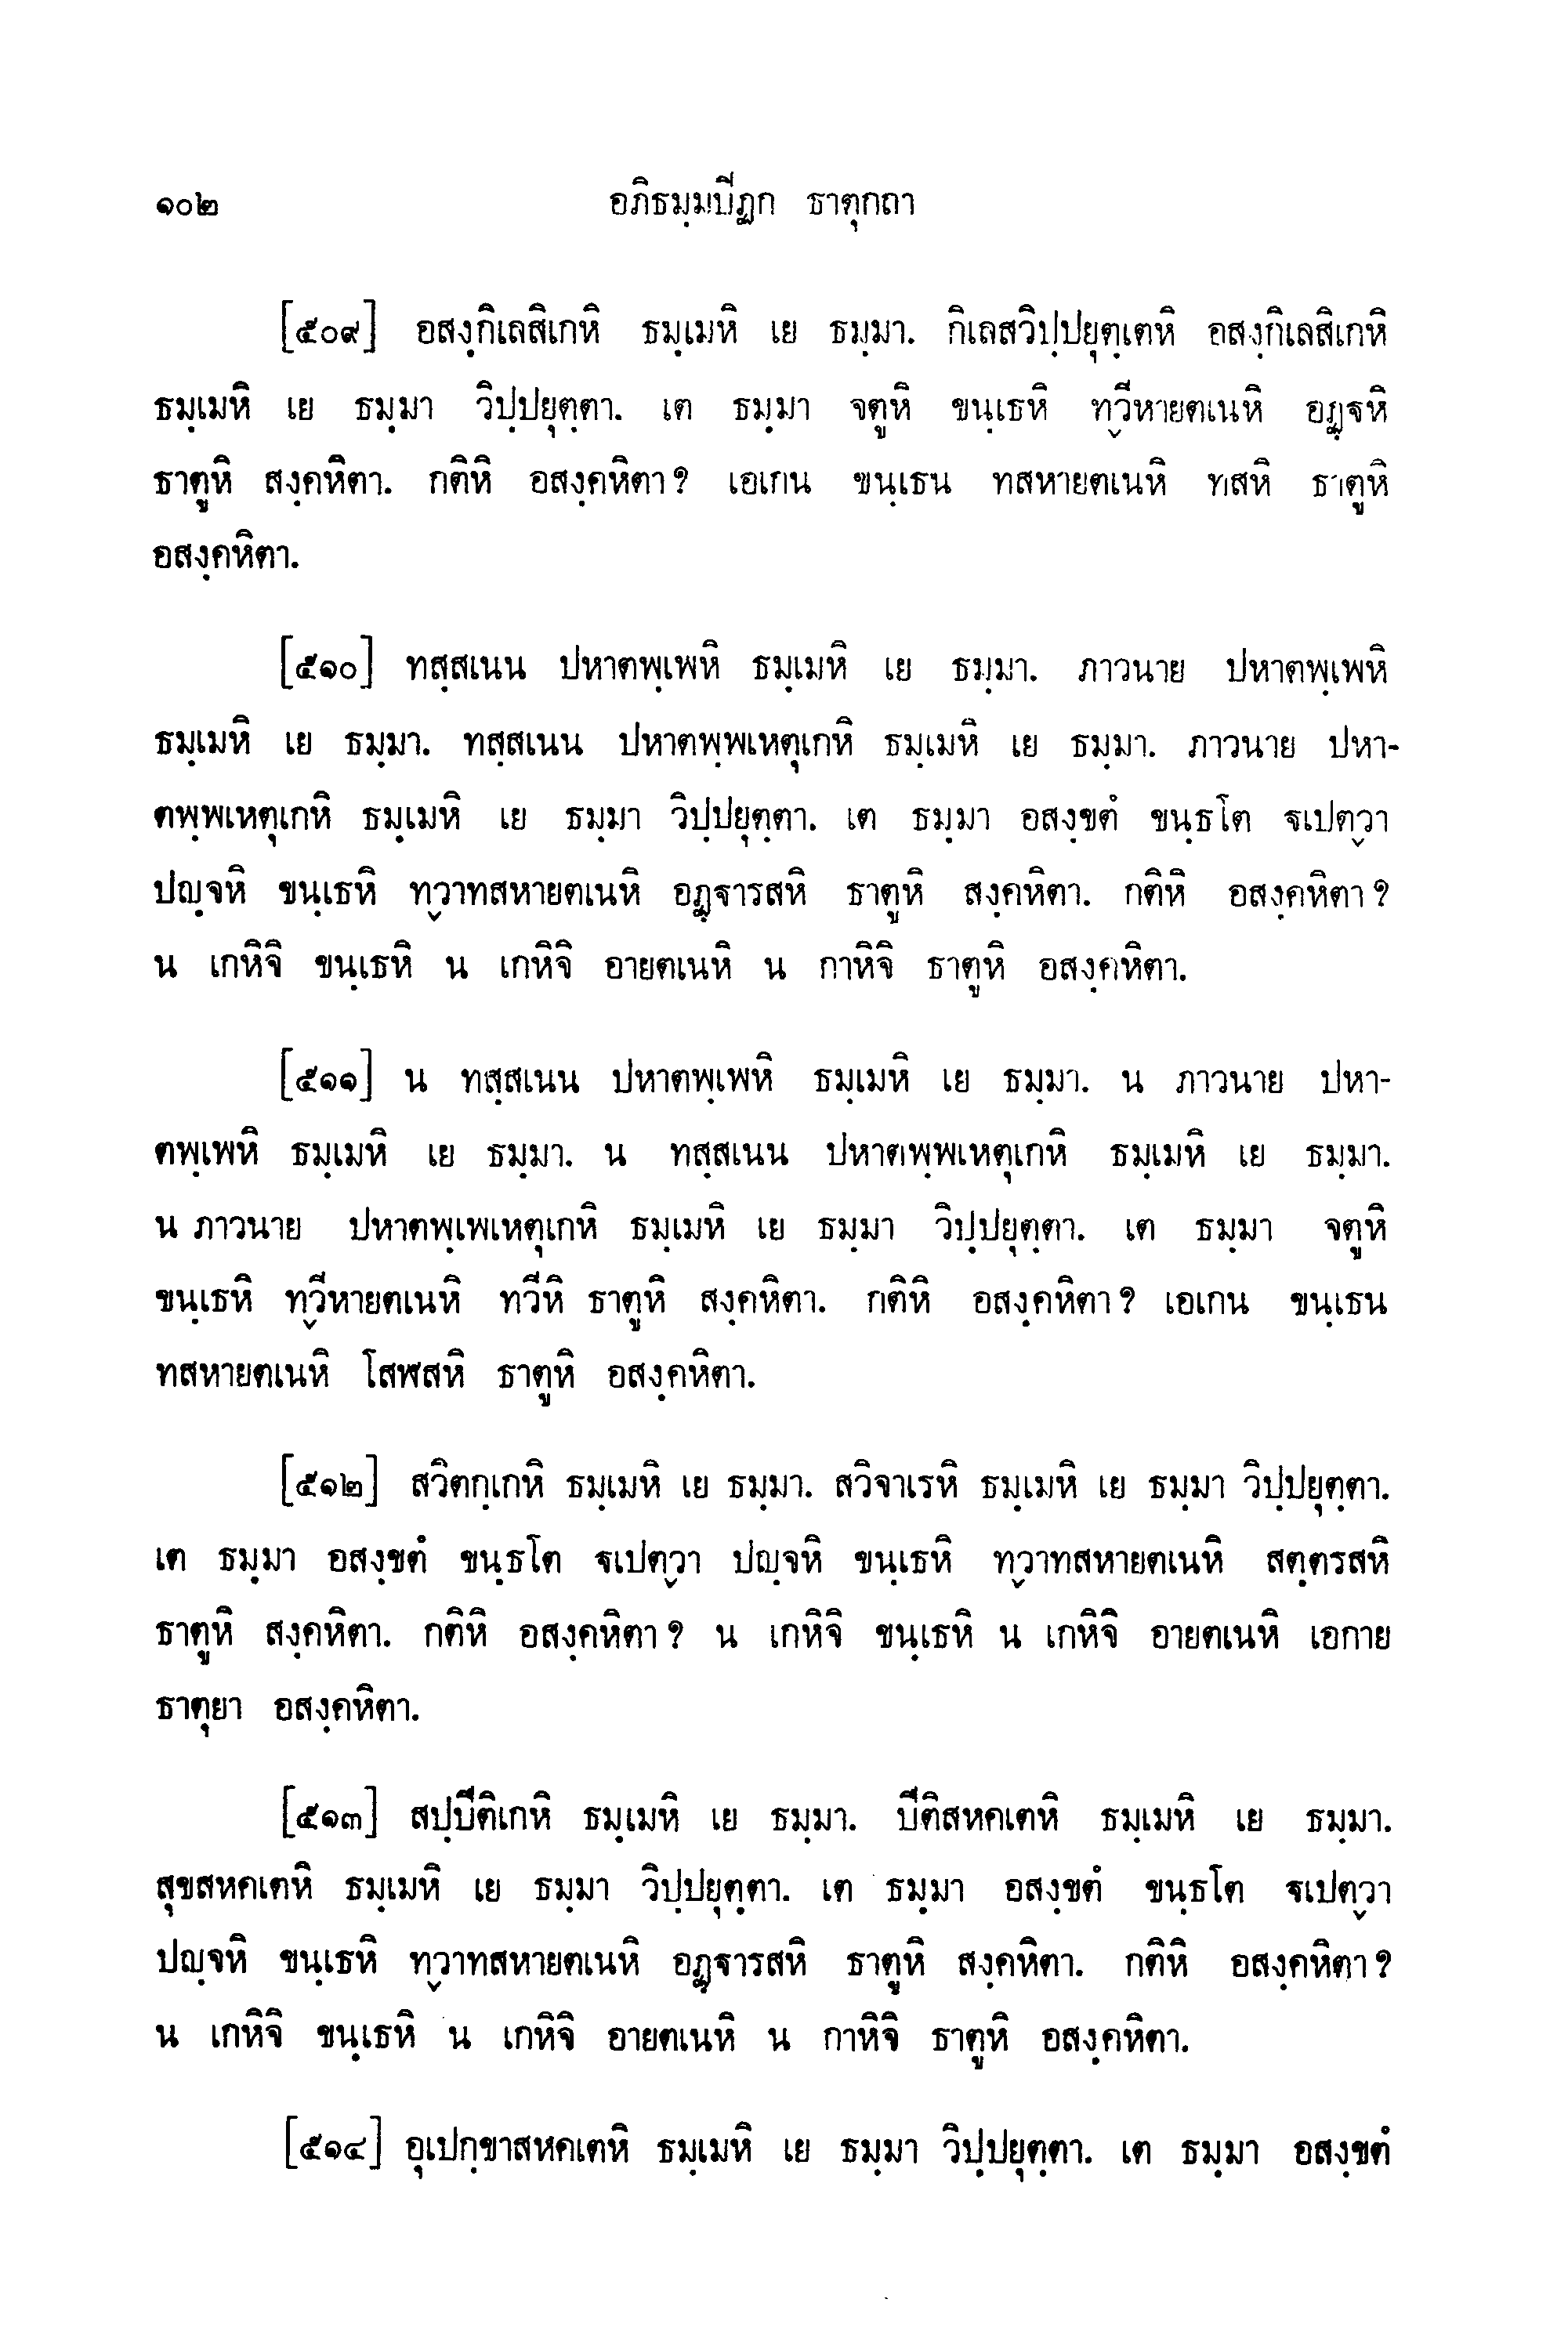 ๑๐๒ อภิธมฺมปีฏก ธาตุกถา
[๕๐๙] อสงฺกิเลสิเกหิ ธมฺเมหิ เย ธมฺมา. กิเลสวิปฺปยุตฺเตหิ อสงฺกิเลสิเกหิ
ธมฺเมหิ เย ธมฺมา วิปฺปยุตฺตา. เต ธมฺมา จตูหิ ขนฺเธหิ ทฺวีหายตเนหิ อฏฺฐหิ
ธาตูหิ สงฺคหิตา. กติหิ อสงฺคหิตา? เอเกน ขนฺเธน ทสหายตเนหิ ทสหิ ธาตูหิ
อสงฺคหิตา.
[๕๑๐] ทสฺสเนน ปหาตพฺเพหิ ธมฺเมหิ เย ธมฺมา. ภาวนาย ปหาตพฺเพหิ
ธมฺเมหิ เย ธมฺมา. ทสฺสเนน ปหาตพฺพเหตุเกหิ ธมฺเมหิ เย ธมฺมา. ภาวนาย ปหา-
ตพฺพเหตุเกหิ ธมฺเมหิ เย ธมฺมา วิปฺปยุตฺตา. เต ธมฺมา อสงฺขตํ ขนฺธโต ฐเปตฺวา
ปญฺจหิ ขนฺเธหิ ทฺวาทสหายตเนหิ อฏฺฐารสหิ ธาตูหิ สงฺคหิตา. กติหิ อสงฺคหิตา?
น เกหิจิ ขนฺเธหิ น เกหิจิ อายตเนหิ น กาหิจิ ธาตูหิ อสงฺคหิตา.
[๕๑๑] น ทสฺสเนน ปหาตพฺเพหิ ธมฺเมหิ เย ธมฺมา. น ภาวนาย ปหา-
ตพฺเพหิ ธมฺเมหิ เย ธมฺมา. น ทสฺสเนน ปหาตพฺพเหตุเกหิ ธมฺเมหิ เย ธมฺมา.
น ภาวนาย ปหาตพฺเพเหตุเกหิ ธมฺเมหิ เย ธมฺมา วิปฺปยุตฺตา. เต ธมฺมา จตูหิ
ขนฺเธหิ ทฺวีหายตเนหิ ทวีหิ ธาตูหิ สงฺคหิตา. กติหิ อสงฺคหิตา? เอเกน ขนฺเธน
ทสหายตเนหิ โสฬสหิ ธาตูหิ อสงฺคหิตา.
[๕๑๒] สวิตกฺเกหิ ธมฺเมหิ เย ธมฺมา. สวิจาเรหิ ธมฺเมหิ เย ธมฺมา วิปฺปยุตฺตา.
เต ธมฺมา อสงฺขตํ ขนฺธโต ฐเปตฺวา ปญฺจหิ ขนฺเธหิ ทฺวาทสหายตเนหิ สตฺตรสหิ
ธาตูหิ สงฺคหิตา. กติหิ อสงฺคหิตา? น เกหิจิ ขนฺเธหิ น เกหิจิ อายตเนหิ เอกาย
ธาตุยา อสงฺคหิตา.
[๕๑๓] สปฺปีติเกหิ ธมฺเมหิ เย ธมฺมา. ปีติสหคเตหิ ธมฺเมหิ เย ธมฺมา.
สุขสหคเตหิ ธมฺเมหิ เย ธมฺมา วิปฺปยุตฺตา. เต ธมฺมา อสงฺขตํ ขนฺธโต ฐเปตฺวา
ปญฺจหิ ขนฺเธหิ ทฺวาทสหายตเนหิ อฏฺฐารสหิ ธาตูหิ สงฺคหิตา. กติหิ อสงฺคหิตา?
น เกหิจิ ขนฺเธหิ น เกหิจิ อายตเนหิ น กาหิจิ ธาตูหิ อสงฺคหิตา.
[๕๑๔] อุเปกฺขาสหคเตหิ ธมฺเมหิ เย ธมฺมา วิปฺปยุตฺตา. เต ธมฺมา อสงฺขตํ